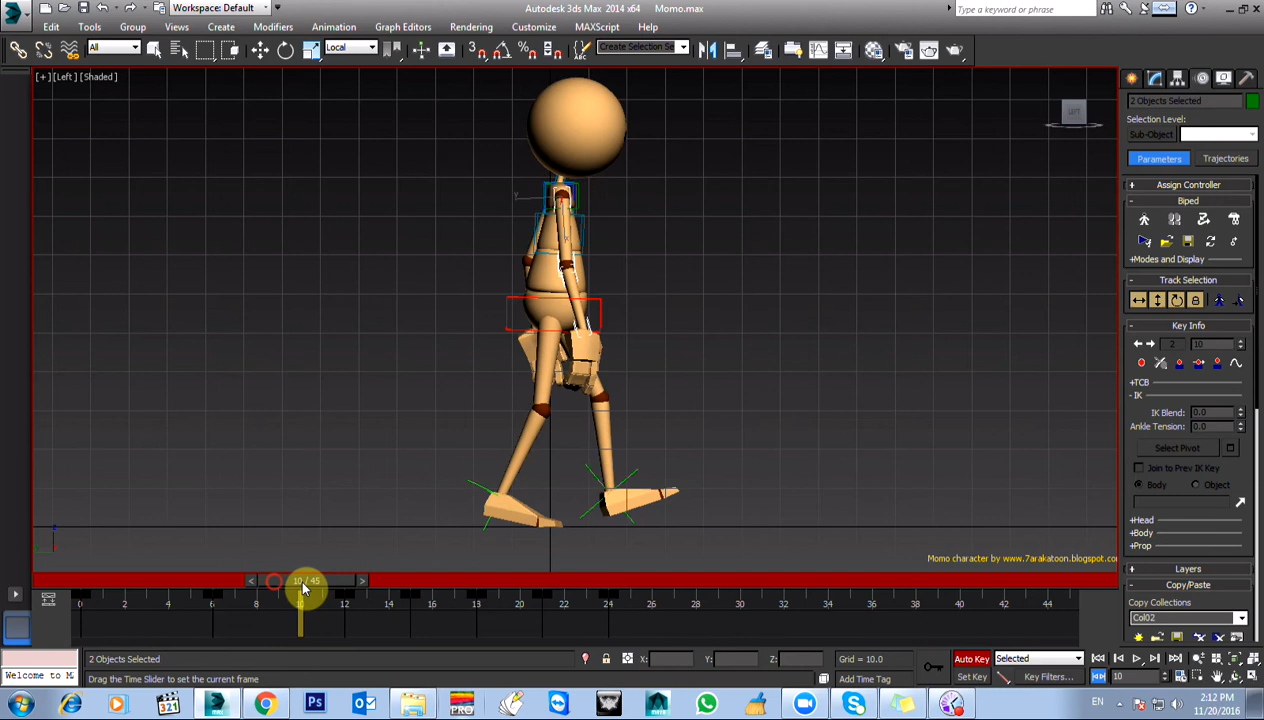 Workspace: Default
Autodesk 3ds Max 2014 x64
Momo.max
Type a keyword or phrase
Edit Tools Group Views Create Modifiers Animation Graph Editors Rendering Customize MAXScript Help
All
Local
Create Selection Se
[+] [Left] [Shaded]
LEFT
2 Objects Selected
Selection Level:
Sub-Object
Parameters Trajectories
+ Assign Controller
- Biped
+Modes and Display
- Track Selection
- Key Info
2 10
+TCB
- IK
IK Blend: 0.0
Ankle Tension: 0.0
Select Pivot
Join to Prev IK Key
Body Object
+Head
+Body
+Prop
+ Layers
- Copy/Paste
Copy Collections
Col02
Momo character by www.7arakatoon.blogspot.com
< 10 / 45 >
0 2 4 6 8 10 12 14 16 18 20 22 24 26 28 30 32 34 36 38 40 42 44
2 Objects Selected
X: Y: Z:
Grid = 10.0
Auto Key
Selected
Welcome to M
Drag the Time Slider to set the current frame
Add Time Tag
Set Key
Key Filters...
10
321
PRO
EN
2:12 PM
11/20/2016